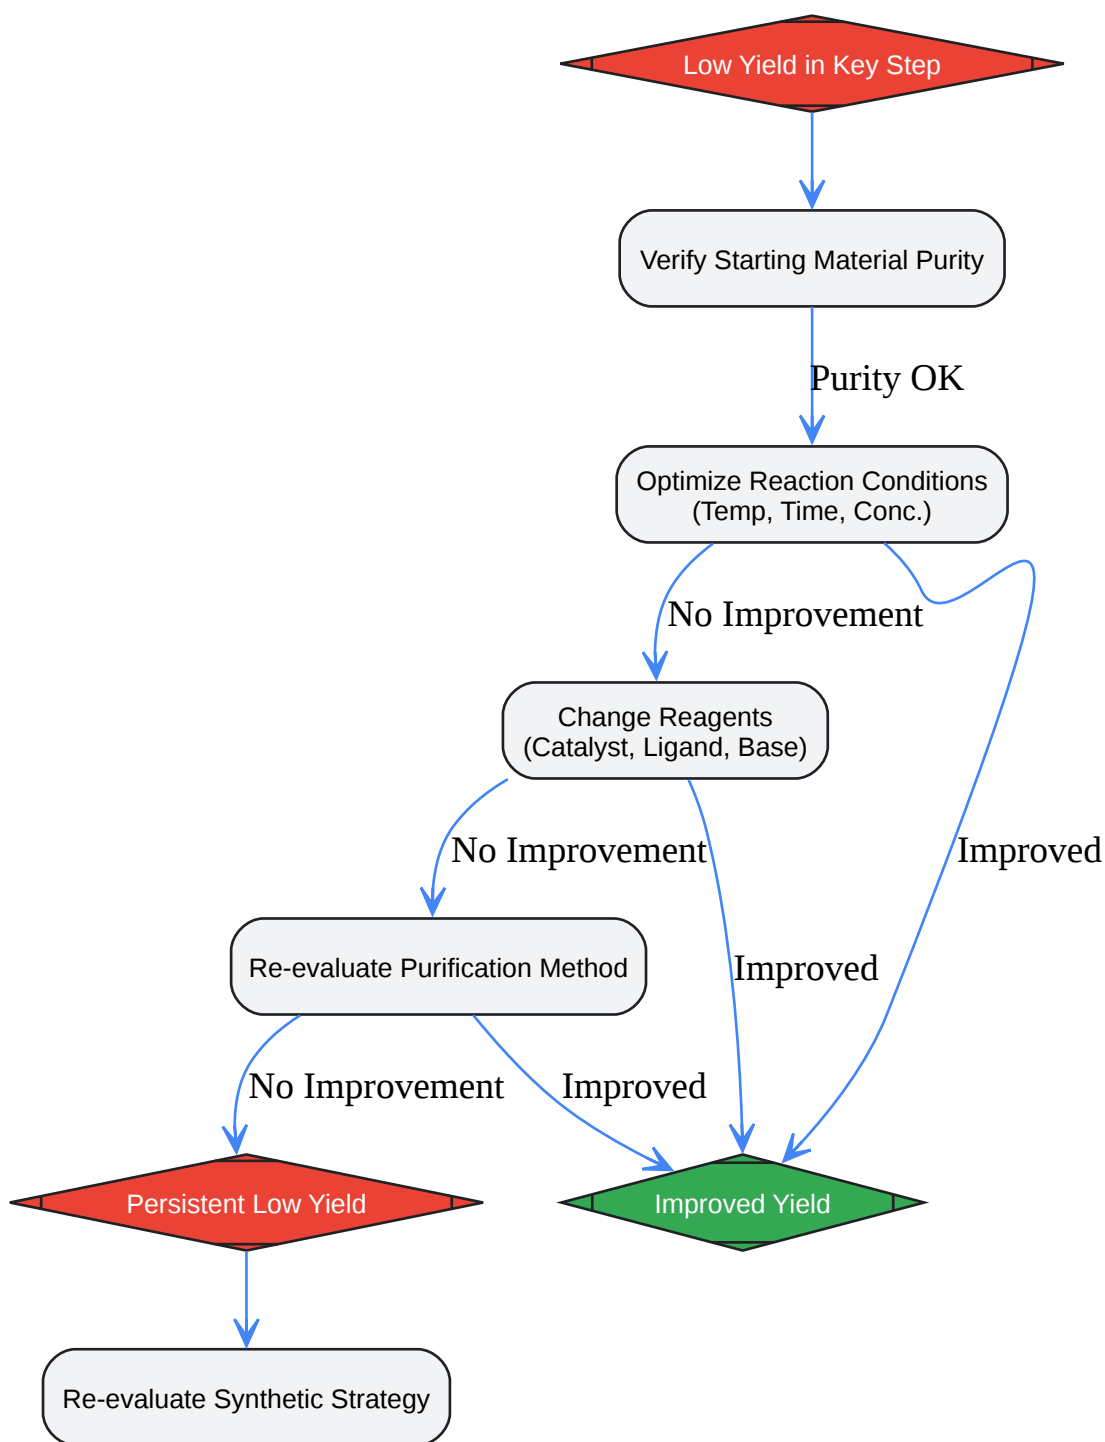 Low Yield in Key Step
Verify Starting Material Purity
Purity OK
Optimize Reaction Conditions
(Temp, Time, Conc.)
No Improvement
Change Reagents
(Catalyst, Ligand, Base)
No Improvement
Improved
Re-evaluate Purification Method
Improved
No Improvement
Improved
Persistent Low Yield
Improved Yield
Re-evaluate Synthetic Strategy